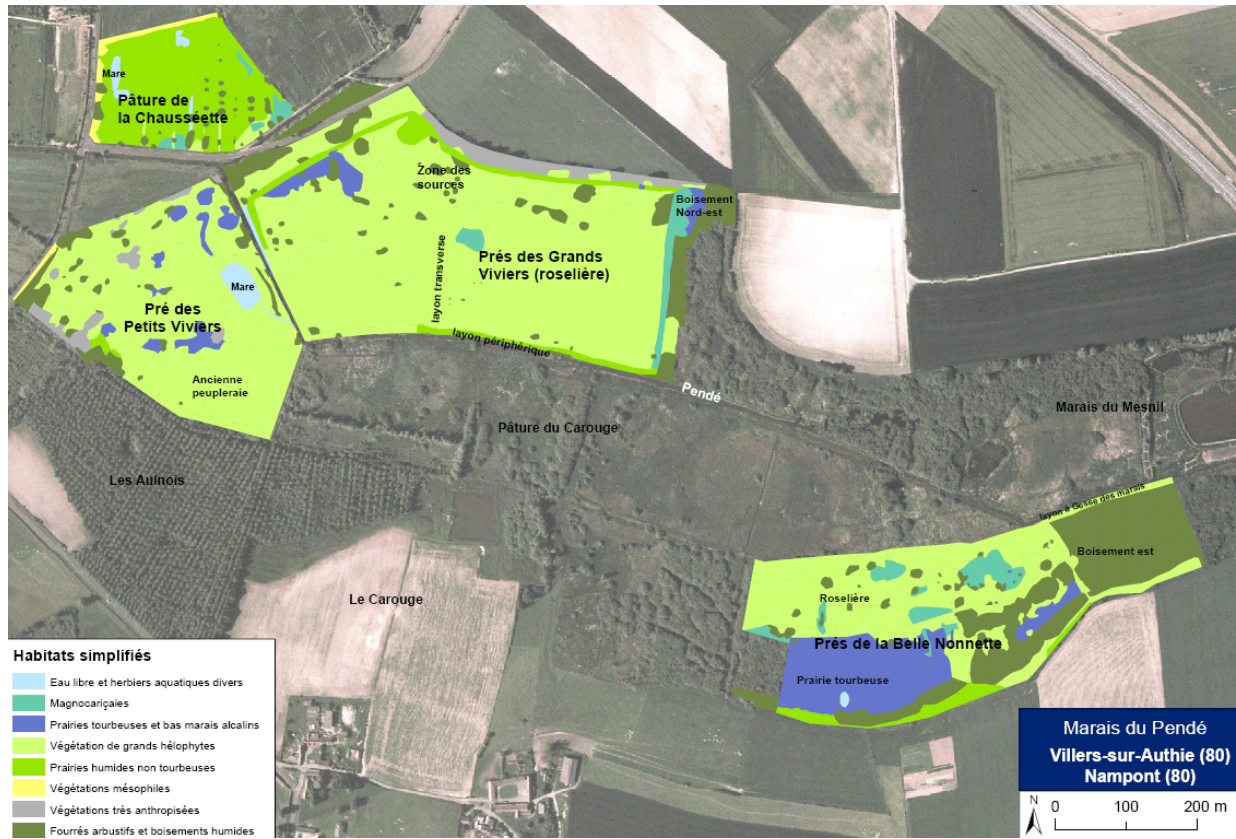 Mare
Pâture de
la Chausséette
Zone des
sources
Boisement
Nord-est
Prés des Grands
Viviers (roselière)
layon transverse
Mare
Pré des
Petits Viviers
layon périphérique
Ancienne
peupleraie
Pendé
Marais du Mesnil
Pâture du Carouge
Les Aulnois
layon à Gesse des marais
Boisement est
Le Carouge
Roselière
Prés de la Belle Nonnette
Prairie tourbeuse
Habitats simplifiés
Eau libre et herbiers aquatiques divers
Magnocariçaies
Prairies tourbeuses et bas marais alcalins
Végétation de grands hélophytes
Prairies humides non tourbeuses
Végétations mésophiles
Végétations très anthropisées
Fourrés arbustifs et boisements humides
Marais du Pendé
Villers-sur-Authie (80)
Nampont (80)
N
0 100 200 m